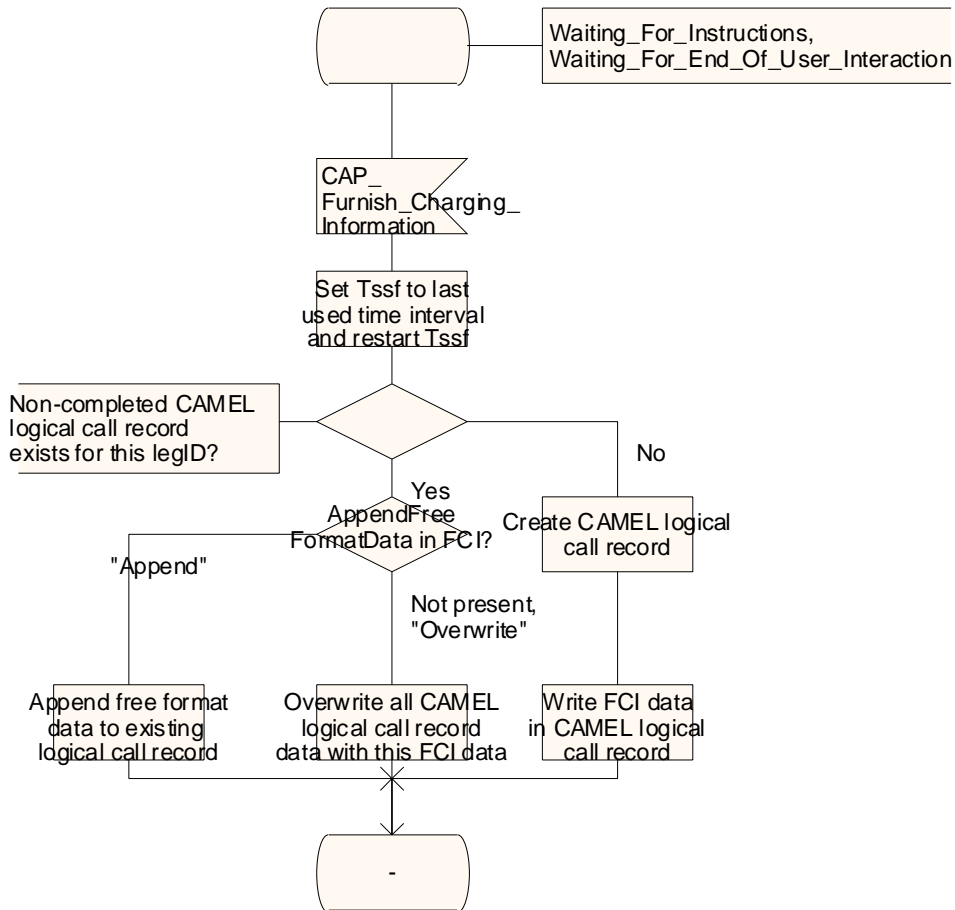 Waiting_For_Instructions,
Waiting_For_End_Of_User_Interaction
CAP_
Furnish_Charging_
Information
Set Tssf to last
used time interval
and restart Tssf
Non-completed CAMEL
logical call record
exists for this legID?
No
Yes
AppendFree
FormatData in FCI?
Create CAMEL logical
call record
"Append"
Not present,
"Overwrite"
Append free format
data to existing
logical call record
Overwrite all CAMEL
logical call record
data with this FCI data
Write FCI data
in CAMEL logical
call record
-